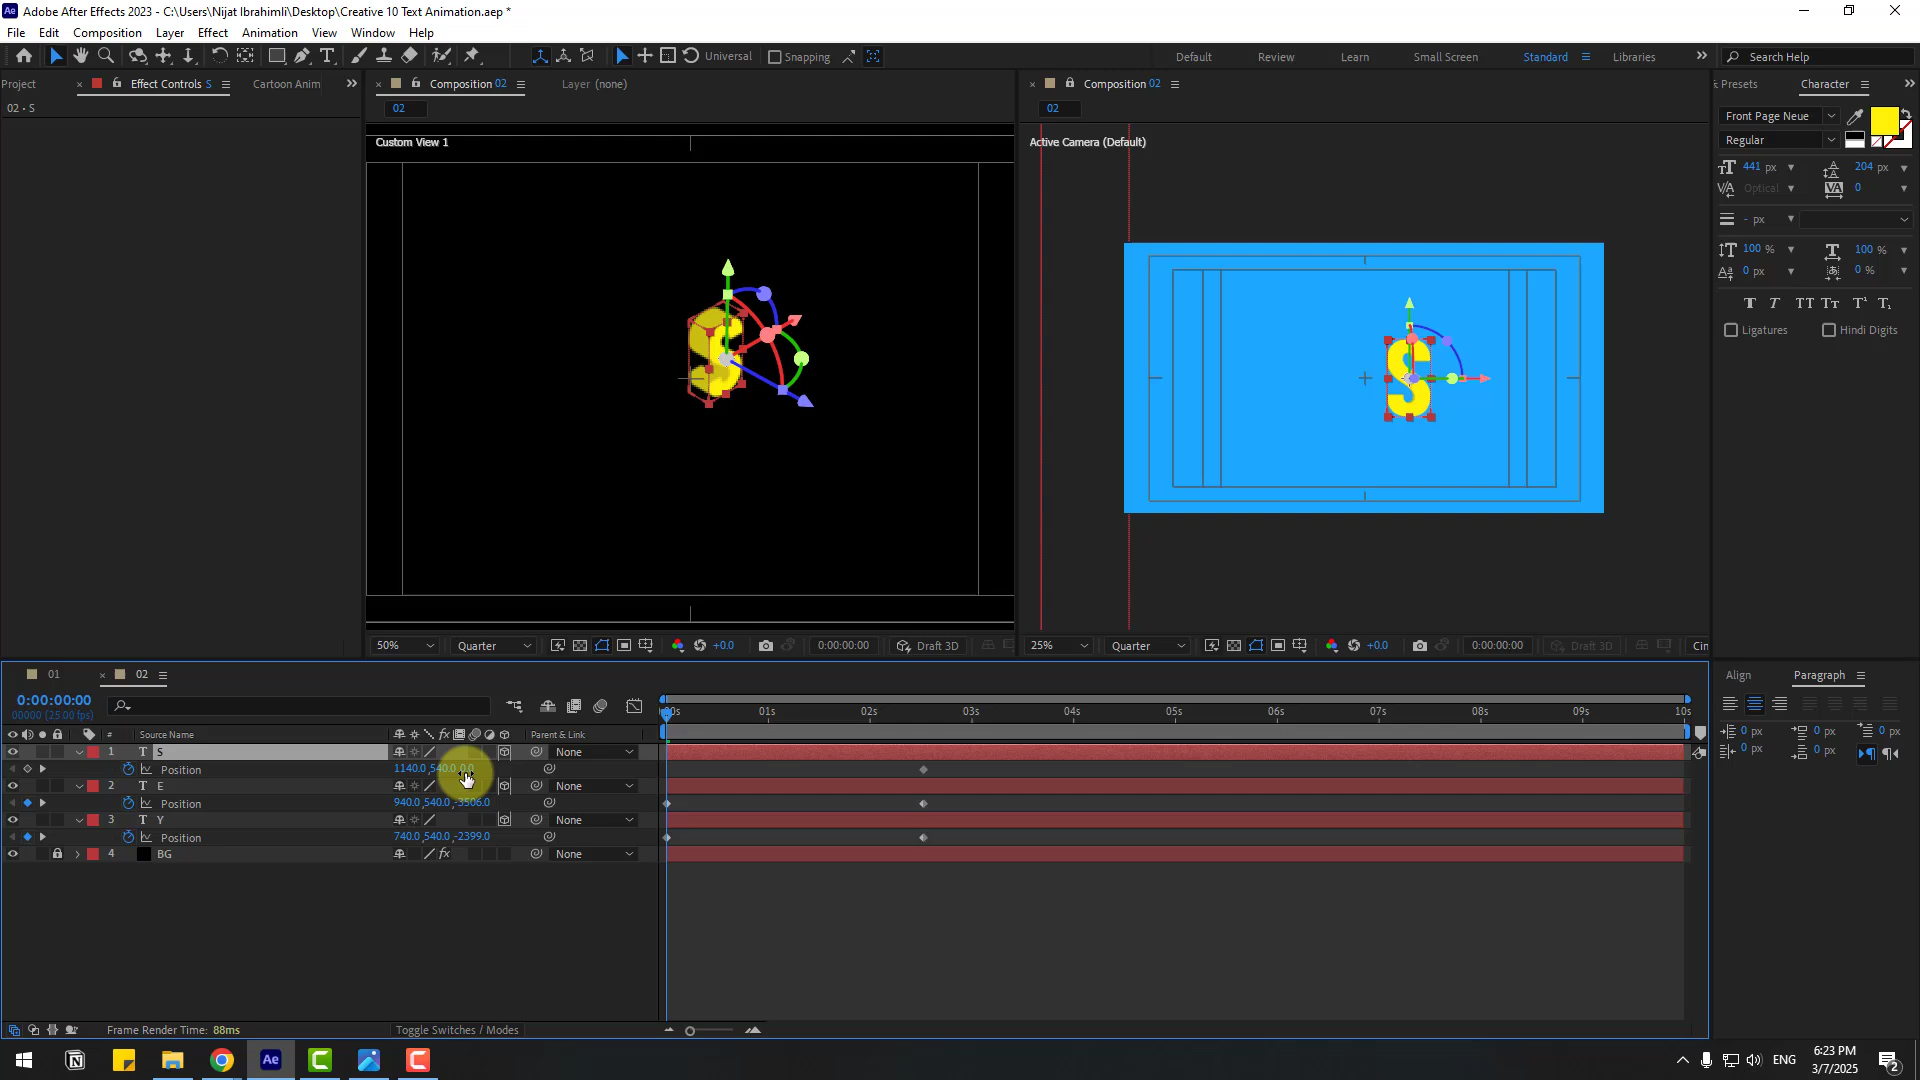 Adobe After Effects 2023 - C:\Users\Nijat Ibrahimli\Desktop\Creative 10 Text Animation.aep *
File Edit Composition Layer Effect Animation View Window Help
Universal Snapping Default Review Learn Small Screen Standard Libraries Search Help
Project Effect Controls S Cartoon Anim Composition 02 Layer (none) Composition 02 Presets Character
02 • S 02 02
Custom View 1 Active Camera (Default)
Front Page Neue
Regular
441 px 204 px
Optical 0
- px
100 % 100 %
0 px 0 %
Ligatures Hindi Digits
S S
50% Quarter +0.0 0:00:00:00 Draft 3D 25% Quarter +0.0 0:00:00:00 Draft 3D Cin
01 02 Align Paragraph
0:00:00:00
00000 (25.00 fps)
01s 02s 03s 04s 05s 06s 07s 08s 09s 10s
# Source Name Parent & Link
1 T S None
Position 1140.0,540.0,0.0
2 T E None
Position 940.0,540.0,-3506.0
3 T Y None
Position 740.0,540.0,-2399.0
4 BG None
0 px 0 px 0 px
0 px 0 px
Frame Render Time: 88ms Toggle Switches / Modes
ENG 6:23 PM
3/7/2025 2